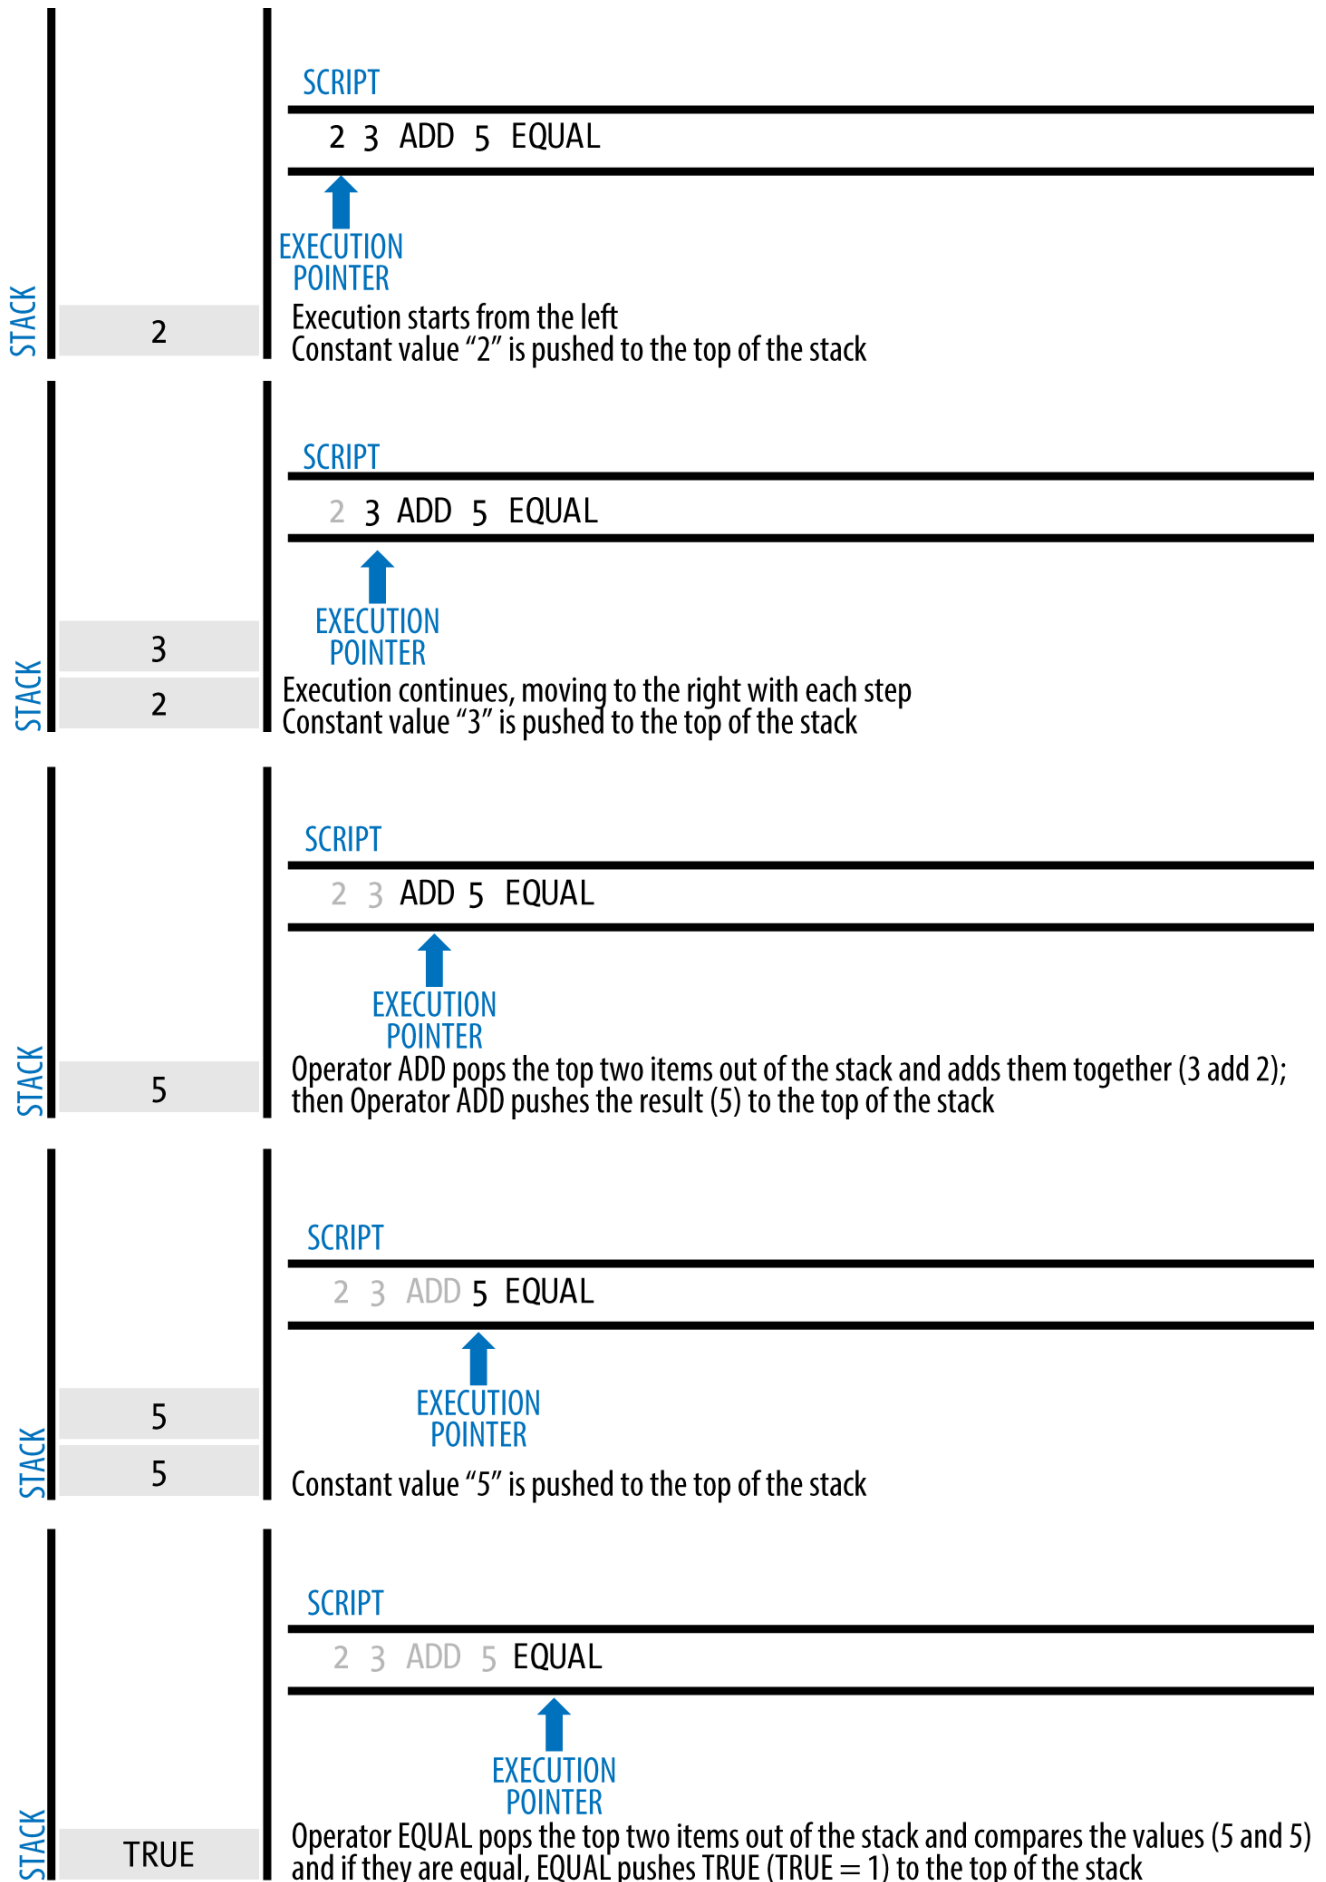 SCRIPT
2 3 ADD 5 EQUAL
EXECUTION
POINTER
STACK
2
Execution starts from the left
Constant value “2” is pushed to the top of the stack
SCRIPT
2 3 ADD 5 EQUAL
EXECUTION
POINTER
STACK
3
2
Execution continues, moving to the right with each step
Constant value “3” is pushed to the top of the stack
SCRIPT
2 3 ADD 5 EQUAL
EXECUTION
POINTER
STACK
5
Operator ADD pops the top two items out of the stack and adds them together (3 add 2);
then Operator ADD pushes the result (5) to the top of the stack
SCRIPT
2 3 ADD 5 EQUAL
EXECUTION
POINTER
STACK
5
5
Constant value “5” is pushed to the top of the stack
SCRIPT
2 3 ADD 5 EQUAL
EXECUTION
POINTER
STACK
TRUE
Operator EQUAL pops the top two items out of the stack and compares the values (5 and 5)
and if they are equal, EQUAL pushes TRUE (TRUE = 1) to the top of the stack